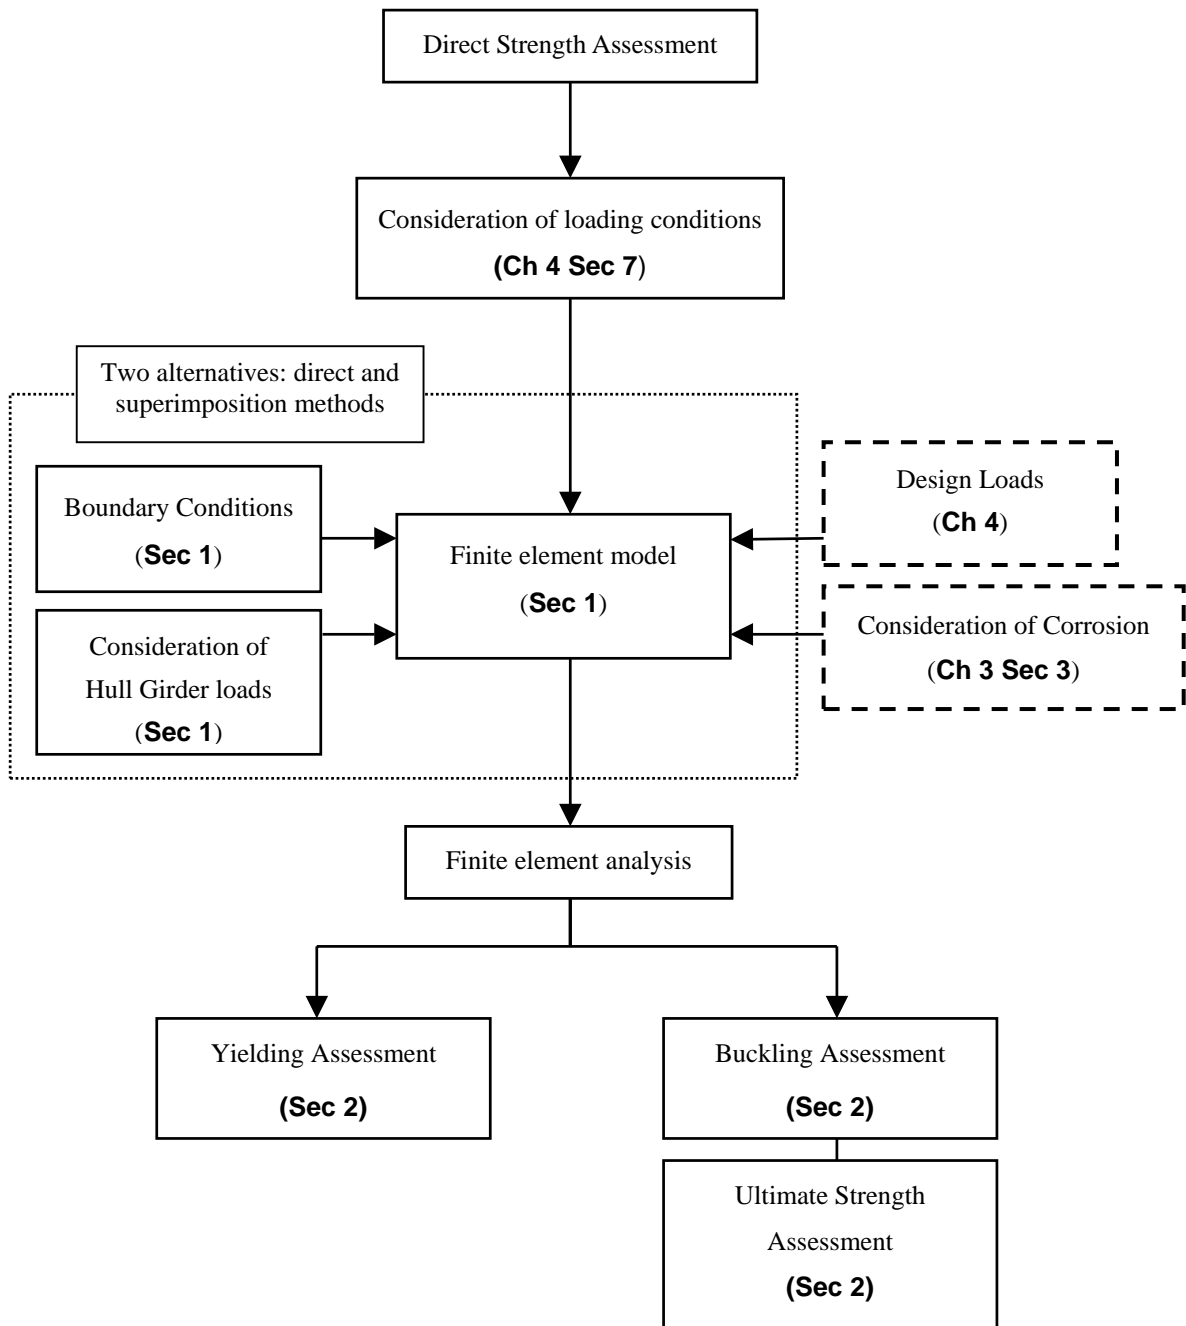 Direct Strength Assessment
Consideration of loading conditions
(Ch 4 Sec 7)
Two alternatives: direct and
superimposition methods
Boundary Conditions
(Sec 1)
Consideration of
Hull Girder loads
(Sec 1)
Finite element model
(Sec 1)
Design Loads
(Ch 4)
Consideration of Corrosion
(Ch 3 Sec 3)
Finite element analysis
Yielding Assessment
(Sec 2)
Buckling Assessment
(Sec 2)
Ultimate Strength
Assessment
(Sec 2)